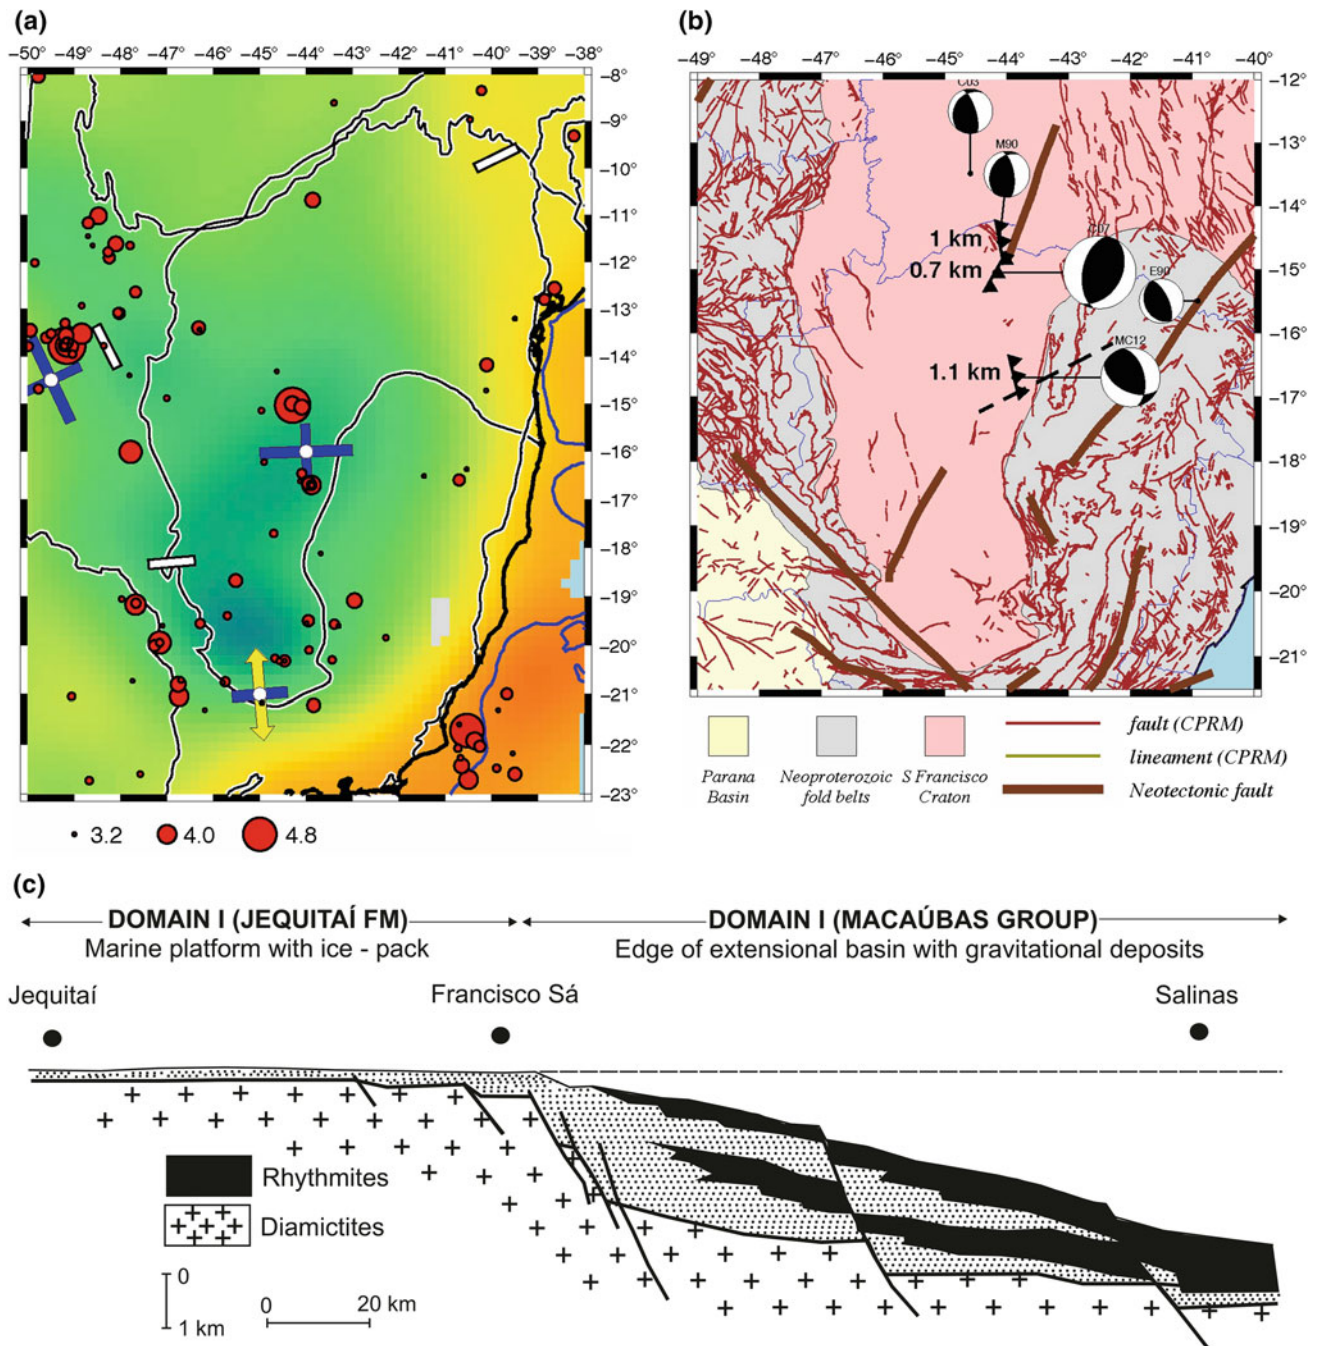 (a)
−50° −48° −47° −46° −45° −44° −43° −42° −41° −40° −39° −38°
−8°
−9°
−10°
−11°
−12°
−13°
−14°
−15°
−16°
−17°
−18°
−19°
−20°
−21°
−22°
−23°
3.2 4.0 4.8
(b)
−49° −48° −47° −46° −45° −44° −43° −42° −41° −40°
−12°
−13°
−14°
−15°
−16°
−17°
−18°
−19°
−20°
−21°
C03
M90
1 km
C07
0.7 km
E90
MC12
1.1 km
Parana
Basin
Neoproterozoic
fold belts
S Francisco
Craton
fault (CPRM)
lineament (CPRM)
Neotectonic fault
(c)
DOMAIN I (JEQUITAÍ FM)
Marine platform with ice - pack
DOMAIN I (MACAÚBAS GROUP)
Edge of extensional basin with gravitational deposits
Jequitaí
Francisco Sá
Salinas
Rhythmites
Diamictites
0
1 km
0 20 km